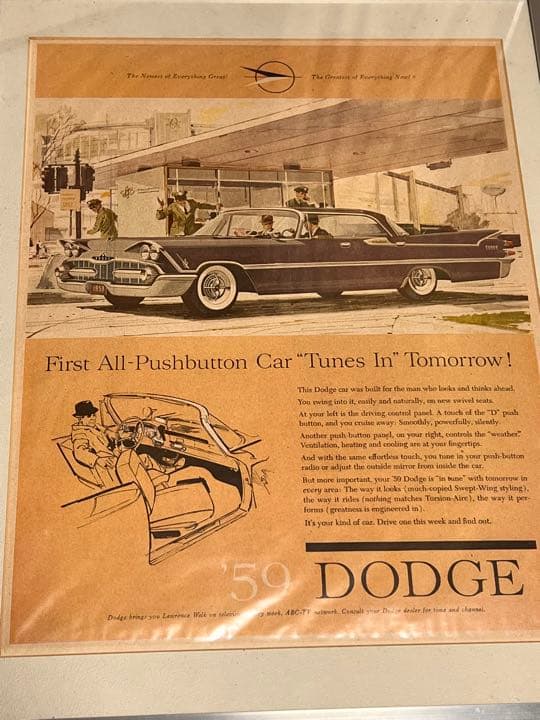 The Newest of Everything Great!
The Greatest of Everything New!
1959
DODGE
First All-Pushbutton Car "Tunes In" Tomorrow!
This Dodge car was built for the man who looks and thinks ahead.
You swing into it, easily and naturally, on new swivel seats.
At your left is the driving control panel. A touch of the "D" push
button, and you cruise away: Smoothly, powerfully, silently.
Another push-button panel, on your right, controls the "weather."
Ventilation, heating and cooling are at your fingertips.
And with the same effortless touch, you tune in your push-button
radio or adjust the outside mirror from inside the car.
But more important, your '59 Dodge is "in tune" with tomorrow in
every area: The way it looks (much-copied Swept-Wing styling),
the way it rides (nothing matches Torsion-Aire), the way it per-
forms (greatness is engineered in).
It's your kind of car. Drive one this week and find out.
'59 DODGE
Dodge brings you Lawrence Welk on week, ABC-TV network. Consult your Dodge dealer for time and channel.